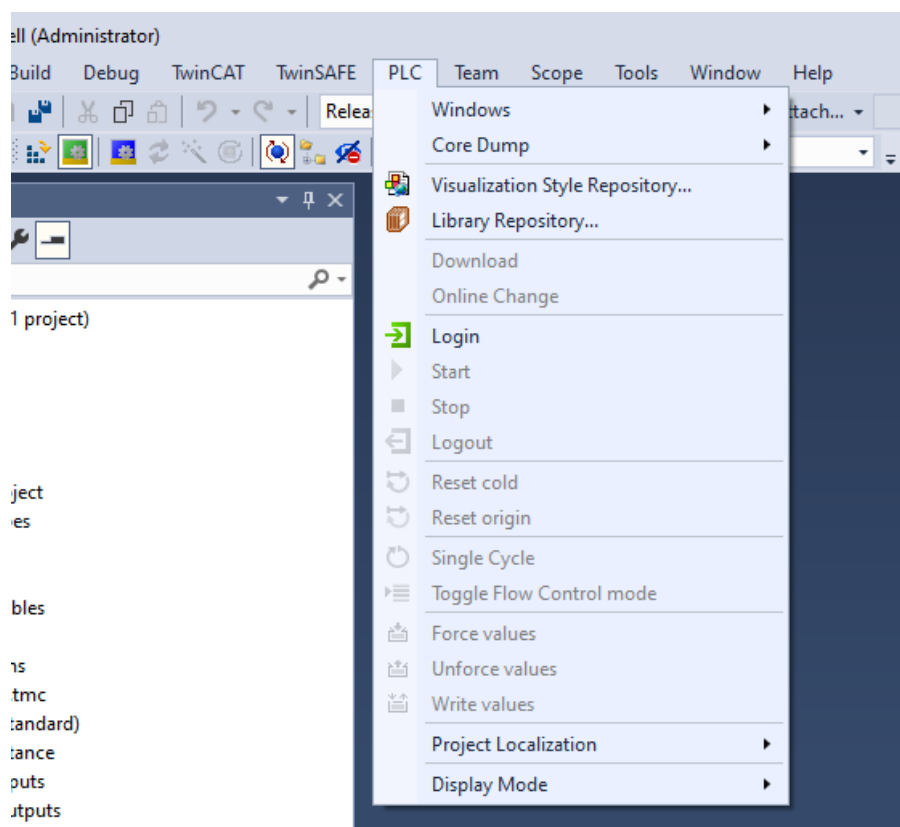 ell (Administrator)
Build Debug TwinCAT TwinSAFE PLC Team Scope Tools Window Help
Relea
ttach...
Windows
Core Dump
Visualization Style Repository...
Library Repository...
Download
Online Change
1 project)
Login
Start
Stop
Logout
Reset cold
ject
Reset origin
es
Single Cycle
Toggle Flow Control mode
bles
Force values
ns
Unforce values
.tmc
Write values
tandard)
Project Localization
tance
Display Mode
puts
utputs